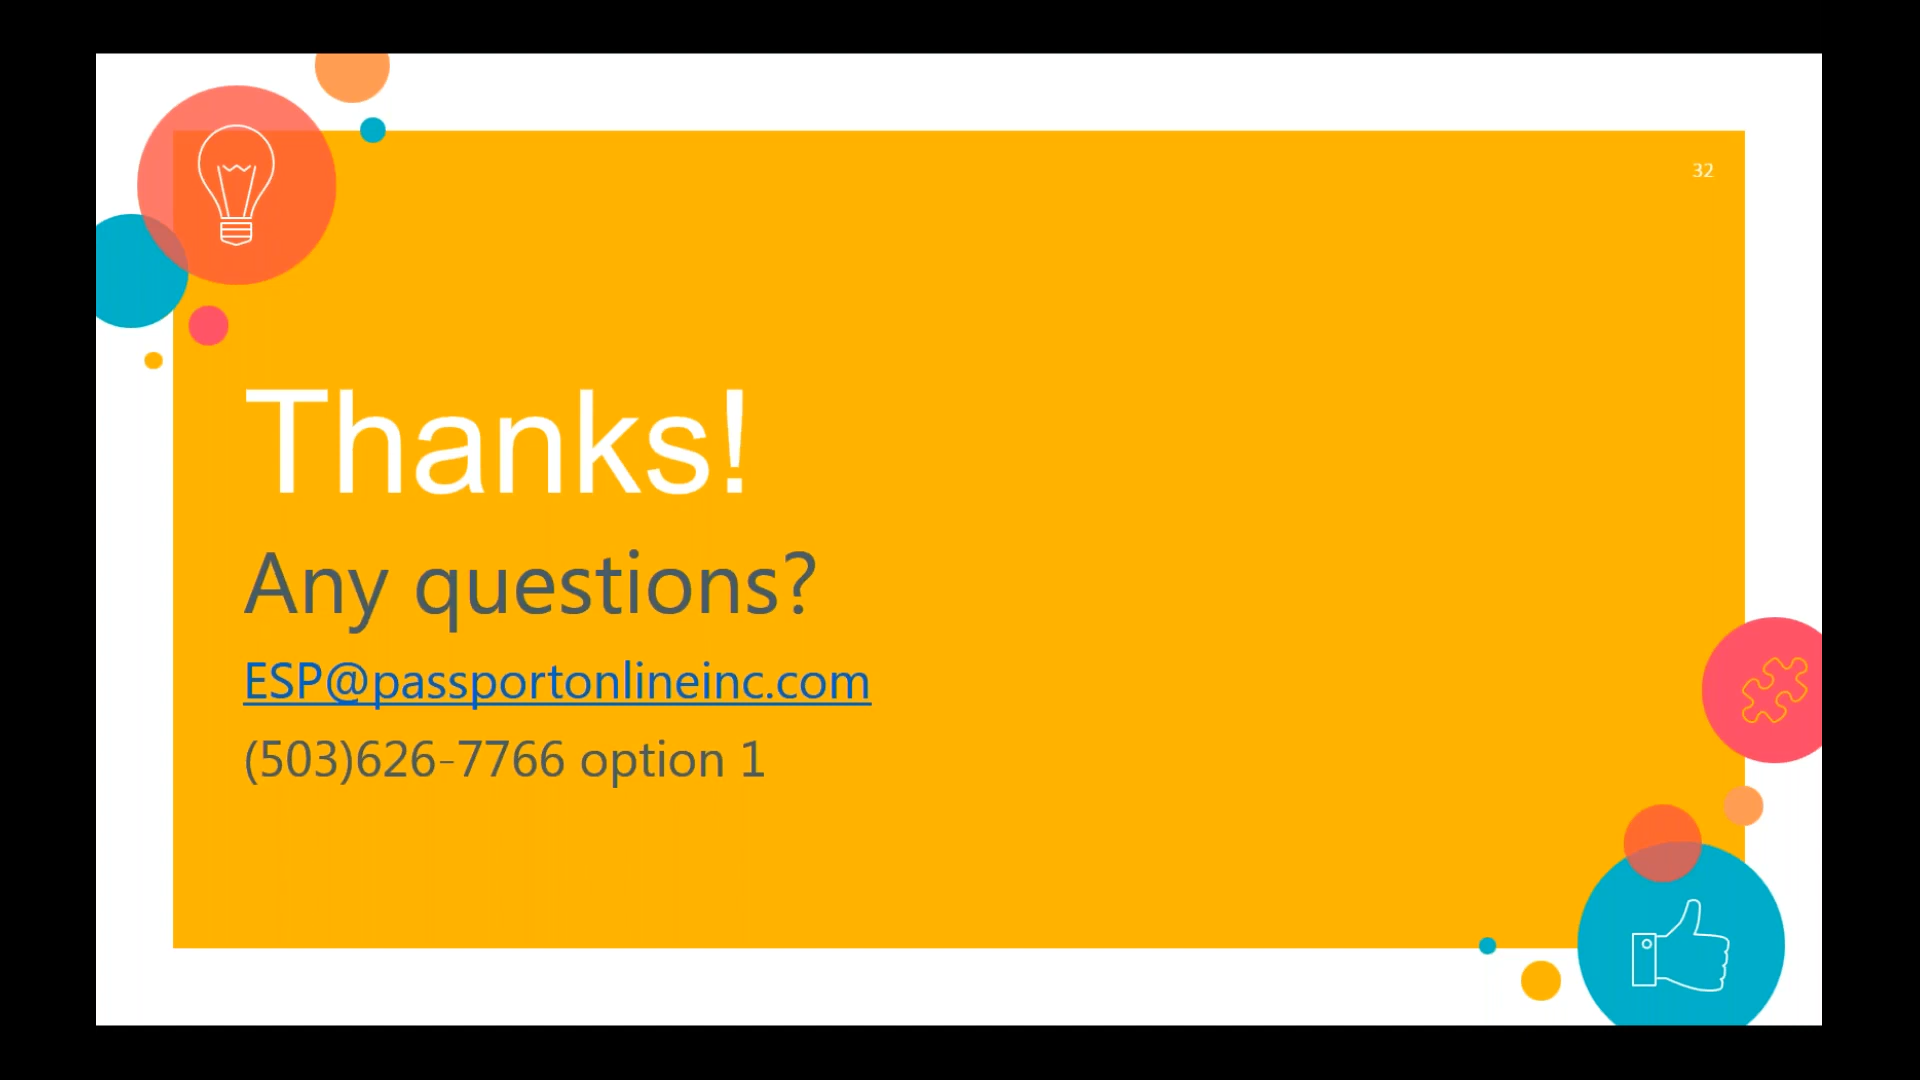 32
Thanks!
Any questions?
ESP@passportonlineinc.com
(503)626-7766 option 1